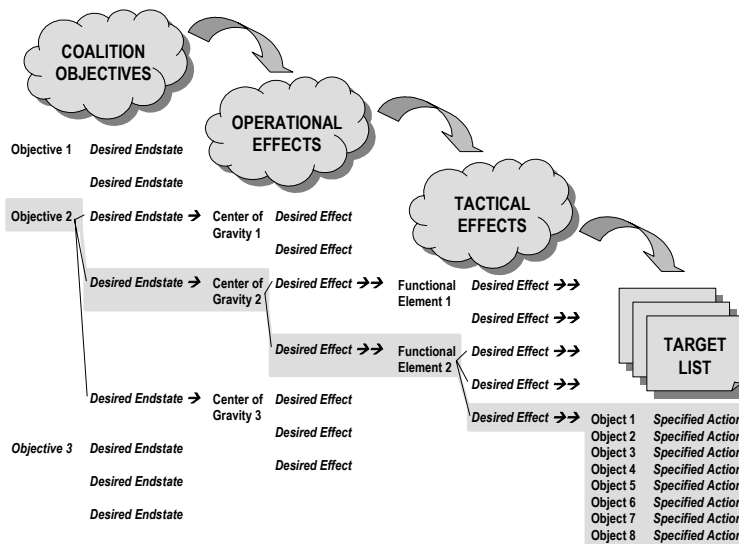 COALITION
OBJECTIVES
OPERATIONAL
EFFECTS
TACTICAL
EFFECTS
TARGET
LIST
Objective 1 Desired Endstate
Desired Endstate
Objective 2 Desired Endstate → Center of Gravity 1 Desired Effect
Desired Effect
Desired Endstate → Center of Gravity 2 Desired Effect →→ Functional Element 1 Desired Effect →→
Desired Effect →→
Desired Effect →→ Functional Element 2 Desired Effect →→
Desired Effect →→
Desired Endstate → Center of Gravity 3 Desired Effect
Desired Effect →→ Object 1 Specified Action
Object 2 Specified Action
Object 3 Specified Action
Object 4 Specified Action
Object 5 Specified Action
Object 6 Specified Action
Object 7 Specified Action
Object 8 Specified Action
Desired Effect
Desired Effect
Objective 3 Desired Endstate
Desired Endstate
Desired Endstate